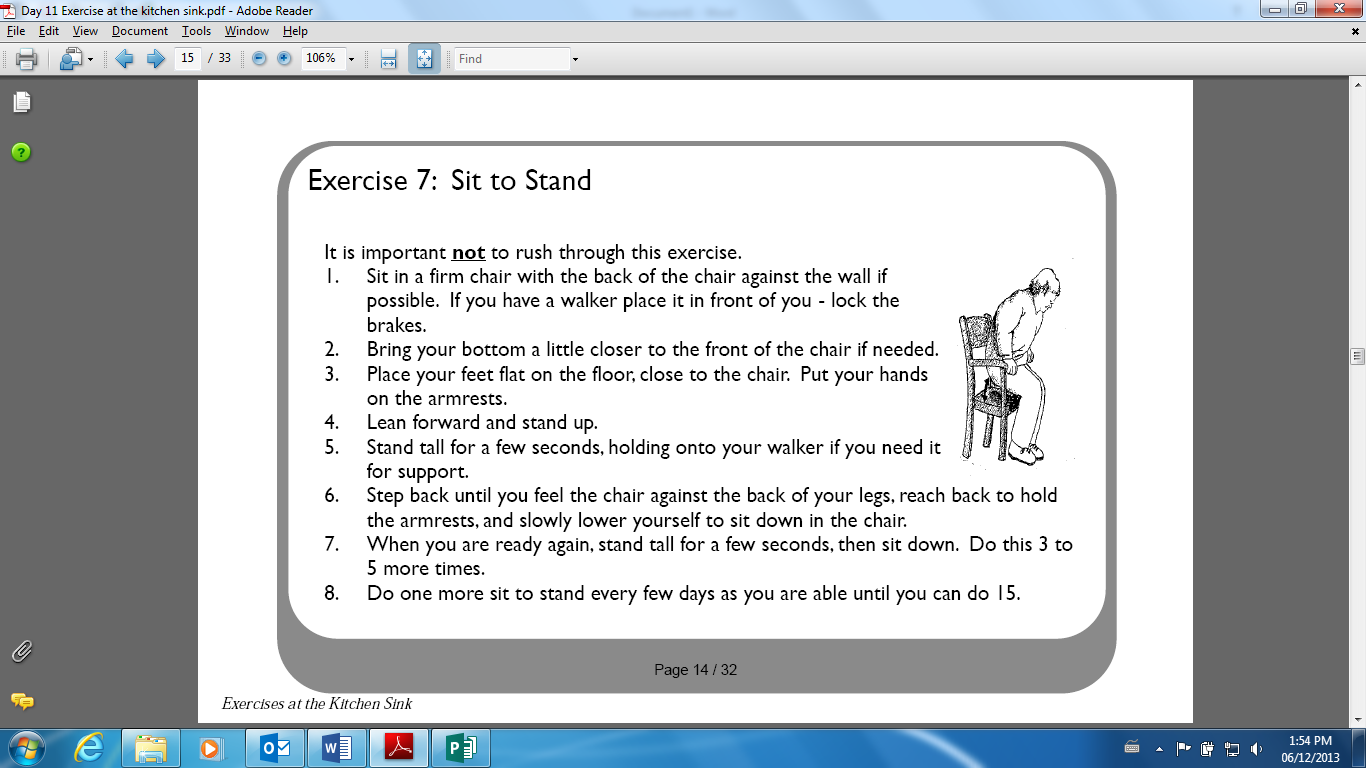 Day 11 Exercise at the kitchen sink.pdf - Adobe Reader
File Edit View Document Tools Window Help
15 / 33 106% Find
Exercise 7: Sit to Stand
It is important not to rush through this exercise.
1. Sit in a firm chair with the back of the chair against the wall if
possible. If you have a walker place it in front of you - lock the
brakes.
2. Bring your bottom a little closer to the front of the chair if needed.
3. Place your feet flat on the floor, close to the chair. Put your hands
on the armrests.
4. Lean forward and stand up.
5. Stand tall for a few seconds, holding onto your walker if you need it
for support.
6. Step back until you feel the chair against the back of your legs, reach back to hold
the armrests, and slowly lower yourself to sit down in the chair.
7. When you are ready again, stand tall for a few seconds, then sit down. Do this 3 to
5 more times.
8. Do one more sit to stand every few days as you are able until you can do 15.
Page 14 / 32
Exercises at the Kitchen Sink
1:54 PM
06/12/2013